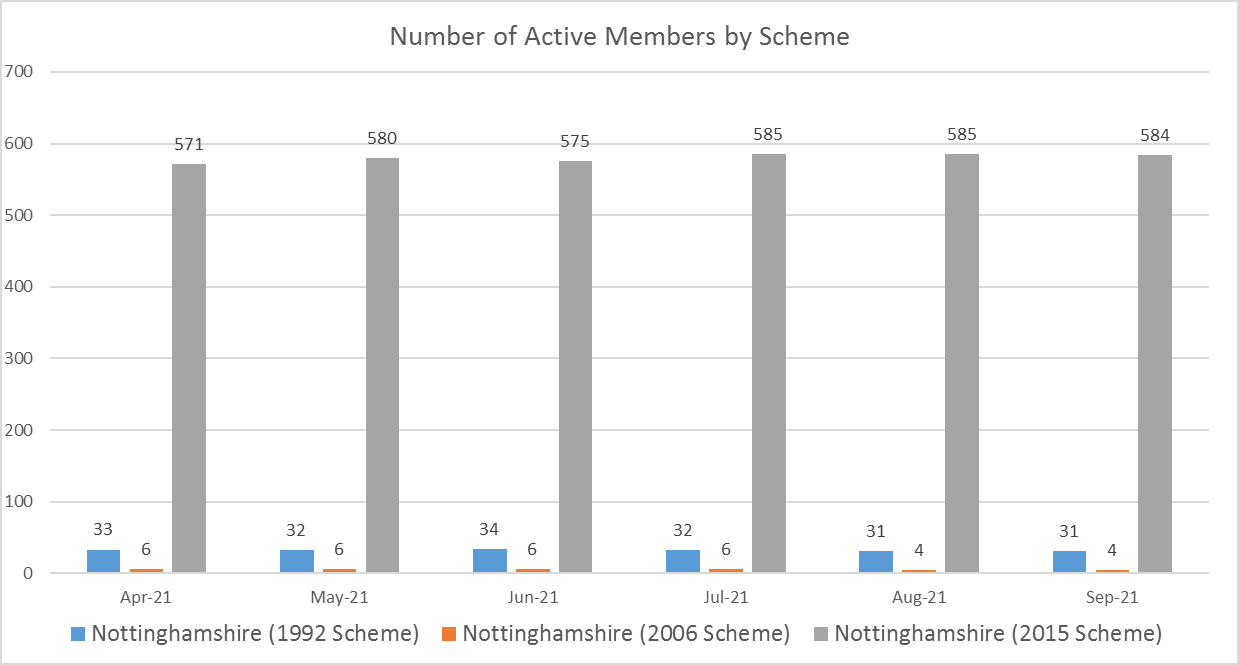 Number of Active Members by Scheme
700
600
500
400
300
200
100
0
571
580
575
585
585
584
33
6
32
6
34
6
32
6
31
4
31
4
Apr-21
May-21
Jun-21
Jul-21
Aug-21
Sep-21
Nottinghamshire (1992 Scheme)
Nottinghamshire (2006 Scheme)
Nottinghamshire (2015 Scheme)